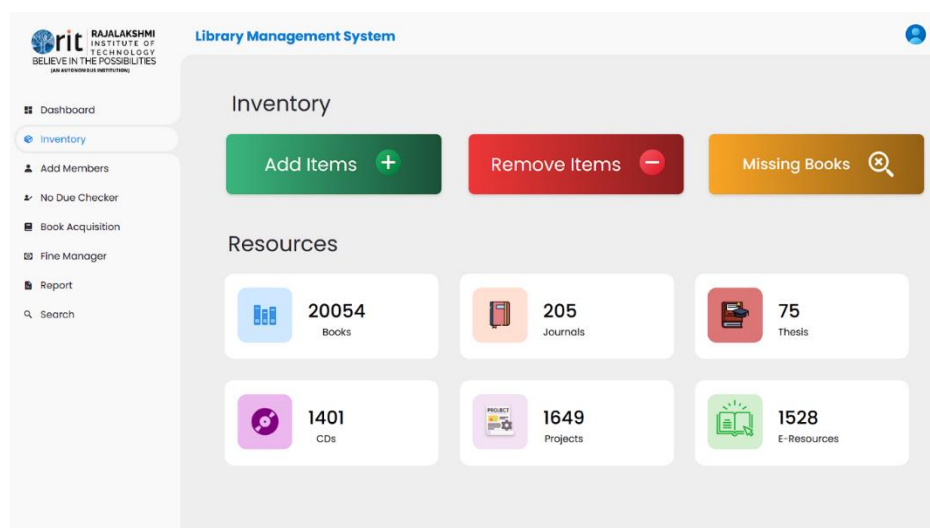 rit RAJALAKSHMI
INSTITUTE OF
TECHNOLOGY
BELIEVE IN THE POSSIBILITIES
(AN AUTONOMOUS INSTITUTION)
Library Management System
Dashboard
Inventory
Add Members
No Due Checker
Book Acquisition
Fine Manager
Report
Search
Inventory
Add Items
Remove Items
Missing Books
Resources
20054
Books
205
Journals
75
Thesis
1401
CDs
PROJECT
1649
Projects
1528
E-Resources